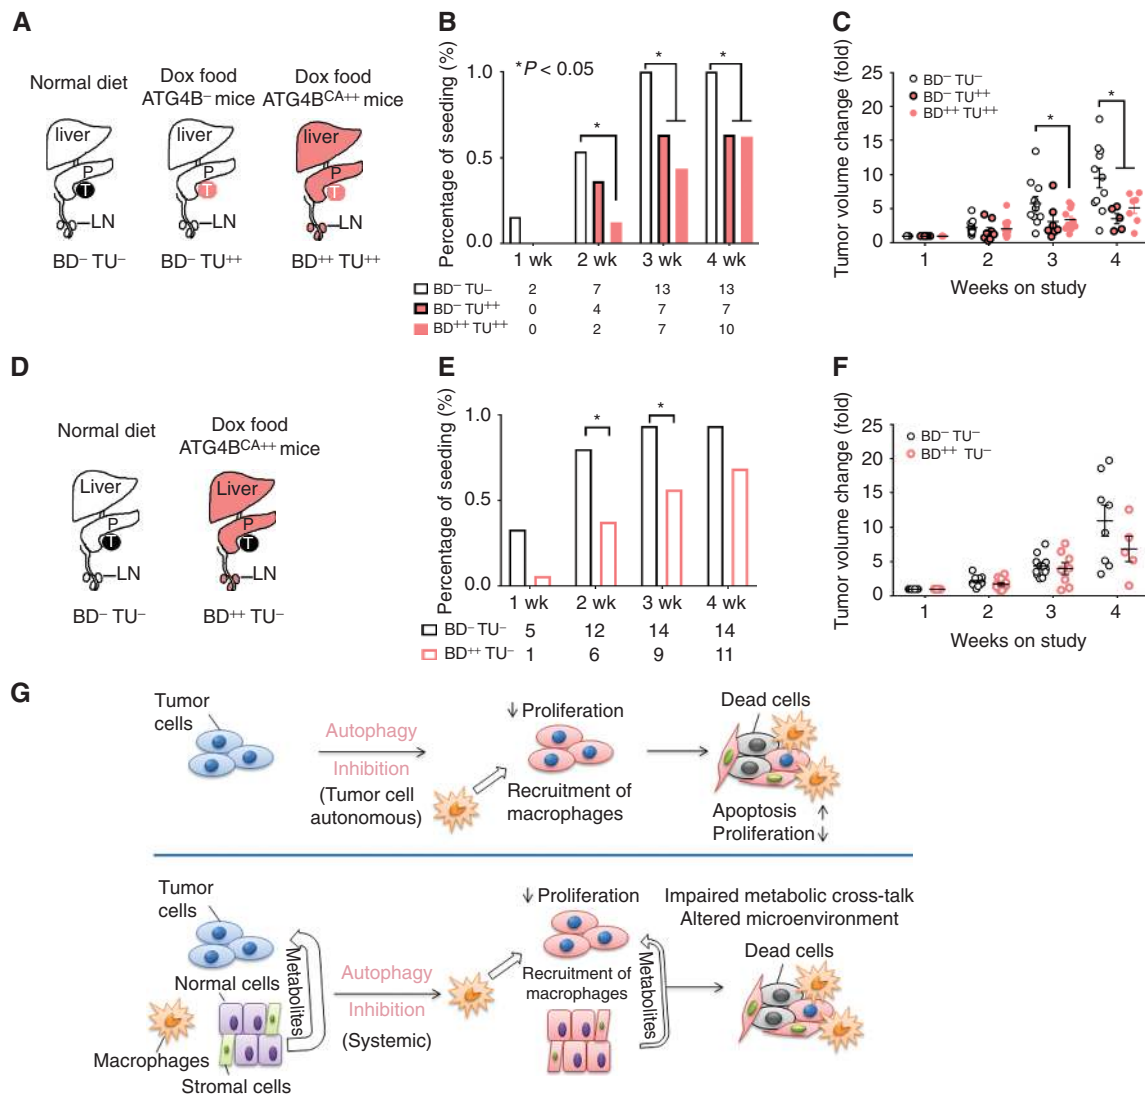 A
Normal diet
Dox food
ATG4B⁻ mice
Dox food
ATG4Bᶜᴬ⁺⁺ mice
liver
P
T
LN
BD⁻ TU⁻
liver
P
T
BD⁻ TU⁺⁺
liver
P
T
LN
BD⁺⁺ TU⁺⁺
B
Percentage of seeding (%)
*P < 0.05
1.0
0.5
0.0
*
*
*
1 wk 2 wk 3 wk 4 wk
BD⁻ TU– 2 7 13 13
BD⁻ TU⁺⁺ 0 4 7 7
BD⁺⁺ TU⁺⁺ 0 2 7 10
C
Tumor volume change (fold)
25
20
15
10
5
0
BD⁻ TU⁻
BD⁻ TU⁺⁺
BD⁺⁺ TU⁺⁺
*
*
1 2 3 4
Weeks on study
D
Normal diet
Dox food
ATG4Bᶜᴬ⁺⁺ mice
Liver
P
T
LN
BD⁻ TU⁻
Liver
P
T
LN
BD⁺⁺ TU⁻
E
Percentage of seeding (%)
1.0
0.5
0.0
*
*
1 wk 2 wk 3 wk 4 wk
BD⁻ TU⁻ 5 12 14 14
BD⁺⁺ TU⁻ 1 6 9 11
F
Tumor volume change (fold)
25
20
15
10
5
0
BD⁻ TU⁻
BD⁺⁺ TU⁻
1 2 3 4
Weeks on study
G
Tumor
cells
Autophagy
Inhibition
(Tumor cell
autonomous)
↓ Proliferation
Recruitment of
macrophages
Dead cells
Apoptosis ↑
Proliferation ↓
Tumor
cells
Normal cells
Metabolites
Macrophages
Stromal cells
Autophagy
Inhibition
(Systemic)
↓ Proliferation
Recruitment of
macrophages
Metabolites
Impaired metabolic cross-talk
Altered microenvironment
Dead cells